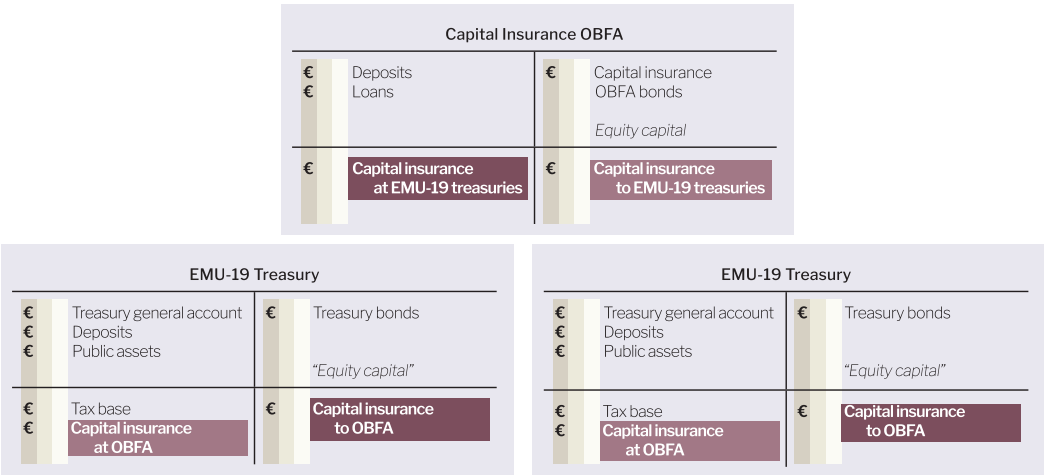 Capital Insurance OBFA
€ Deposits
€ Loans
€ Capital insurance
OBFA bonds
Equity capital
€ Capital insurance
at EMU-19 treasuries
€ Capital insurance
to EMU-19 treasuries
EMU-19 Treasury
€ Treasury general account
€ Deposits
€ Public assets
€ Treasury bonds
“Equity capital”
€ Tax base
€ Capital insurance
at OBFA
€ Capital insurance
to OBFA
EMU-19 Treasury
€ Treasury general account
€ Deposits
€ Public assets
€ Treasury bonds
“Equity capital”
€ Tax base
€ Capital insurance
at OBFA
€ Capital insurance
to OBFA